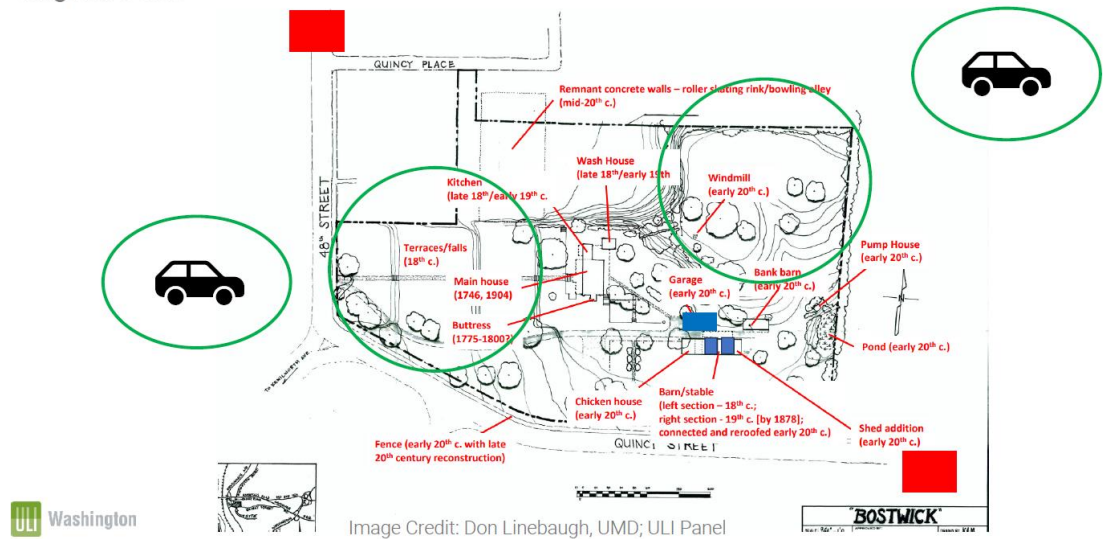 QUINCY PLACE
Remnant concrete walls – roller skating rink/bowling alley
(mid-20th c.)
48th STREET
Kitchen
(late 18th/early 19th c.
Wash House
(late 18th/early 19th
Windmill
(early 20th c.)
Terraces/falls
(18th c.)
Main house
(1746, 1904)
Buttress
(1775-1800?)
Garage
(early 20th c.)
Bank barn
(early 20th c.)
Pump House
(early 20th c.)
N
Pond (early 20th c.)
TO KENILWORTH AVE.
Chicken house
(early 20th c.)
Barn/stable
(left section – 18th c.;
right section - 19th c. [by 1878];
connected and reroofed early 20th c.)
Shed addition
(early 20th c.)
Fence (early 20th c. with late
20th century reconstruction)
QUINCY STREET
"BOSTWICK"
ULI Washington
Image Credit: Don Linebaugh, UMD; ULI Panel